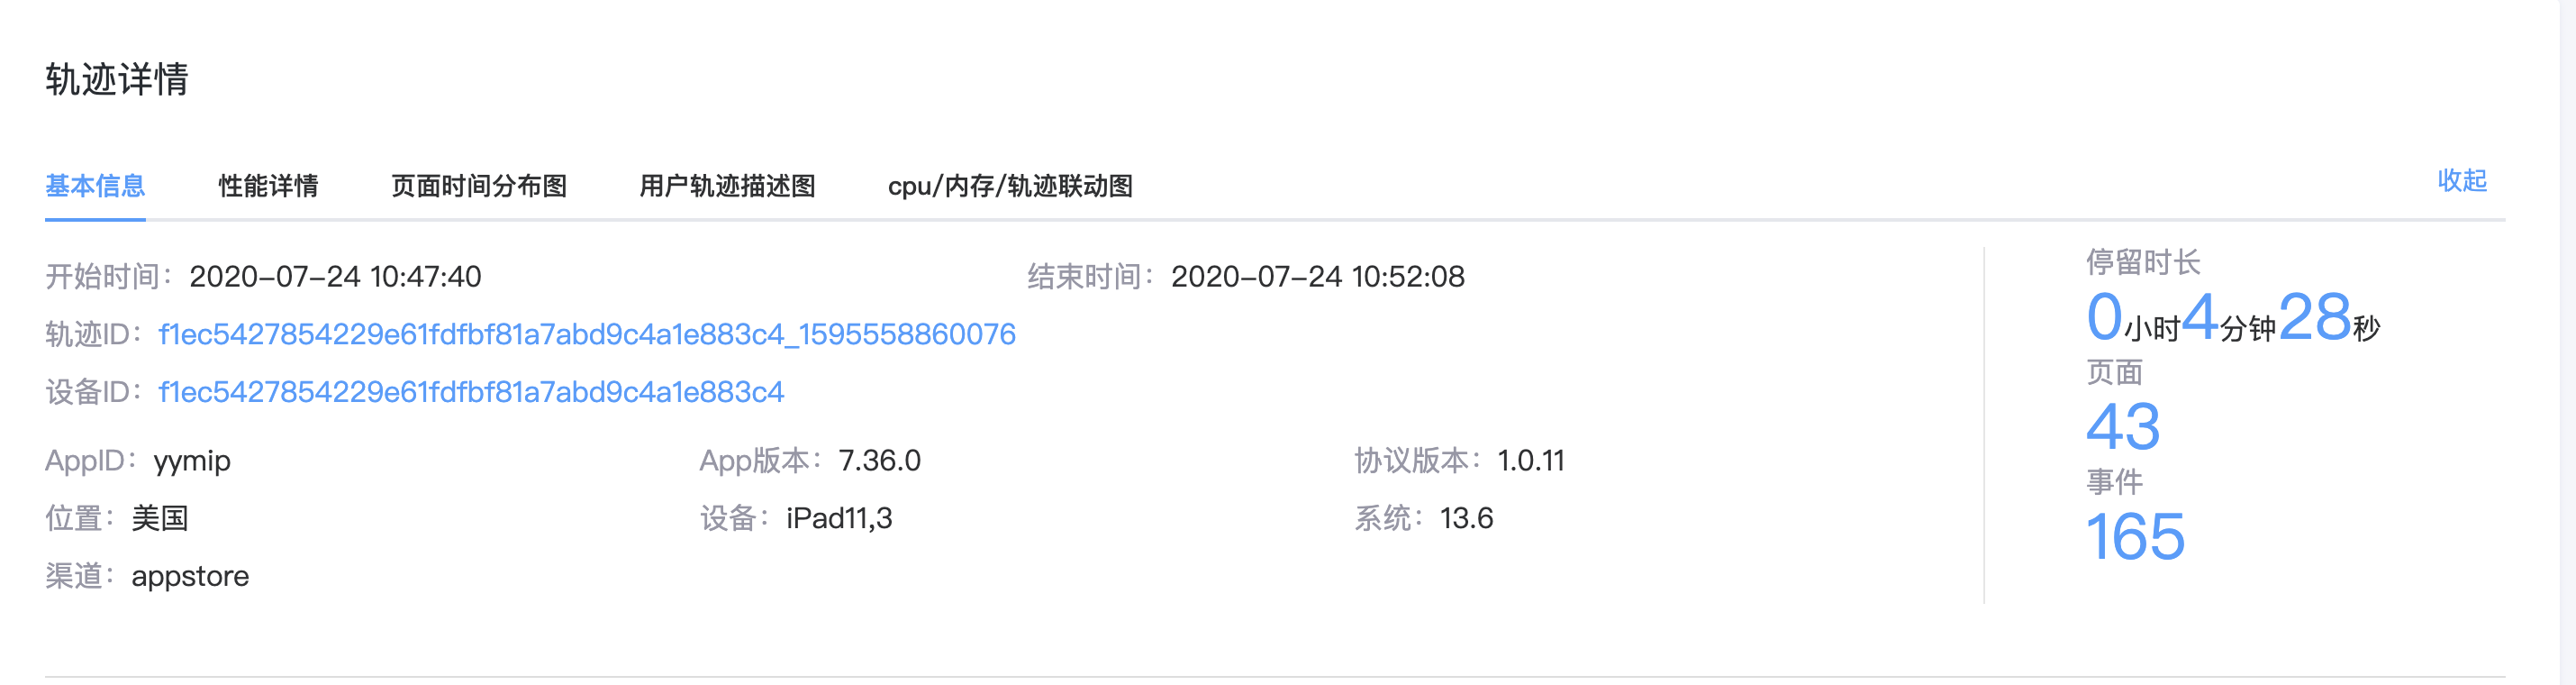 轨迹详情
基本信息 性能详情 页面时间分布图 用户轨迹描述图 cpu/内存/轨迹联动图 收起
开始时间：2020-07-24 10:47:40 结束时间：2020-07-24 10:52:08
轨迹ID：f1ec5427854229e61fdfbf81a7abd9c4a1e883c4_1595558860076
设备ID：f1ec5427854229e61fdfbf81a7abd9c4a1e883c4
AppID：yymip App版本：7.36.0 协议版本：1.0.11
位置：美国 设备：iPad11,3 系统：13.6
渠道：appstore
停留时长
0小时4分钟28秒
页面
43
事件
165